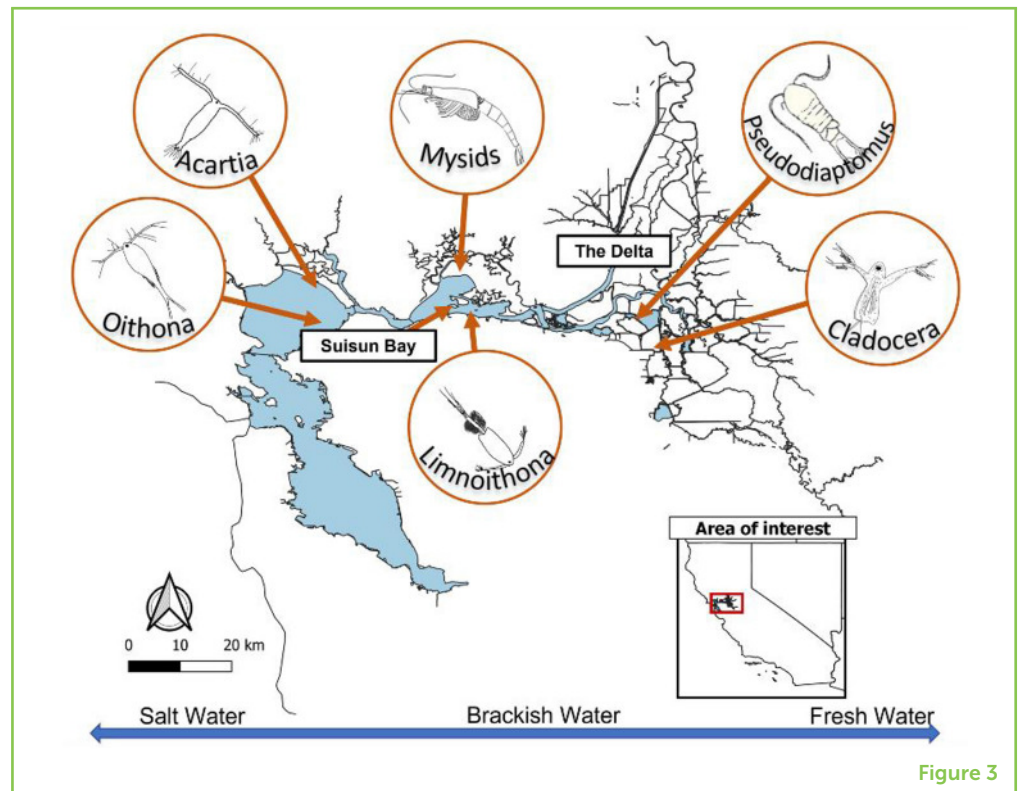 Acartia
Mysids
Pseudodiaptomus
Oithona
The Delta
Cladocera
Suisun Bay
Limnoithona
Area of interest
0 10 20 km
Salt Water
Brackish Water
Fresh Water
Figure 3